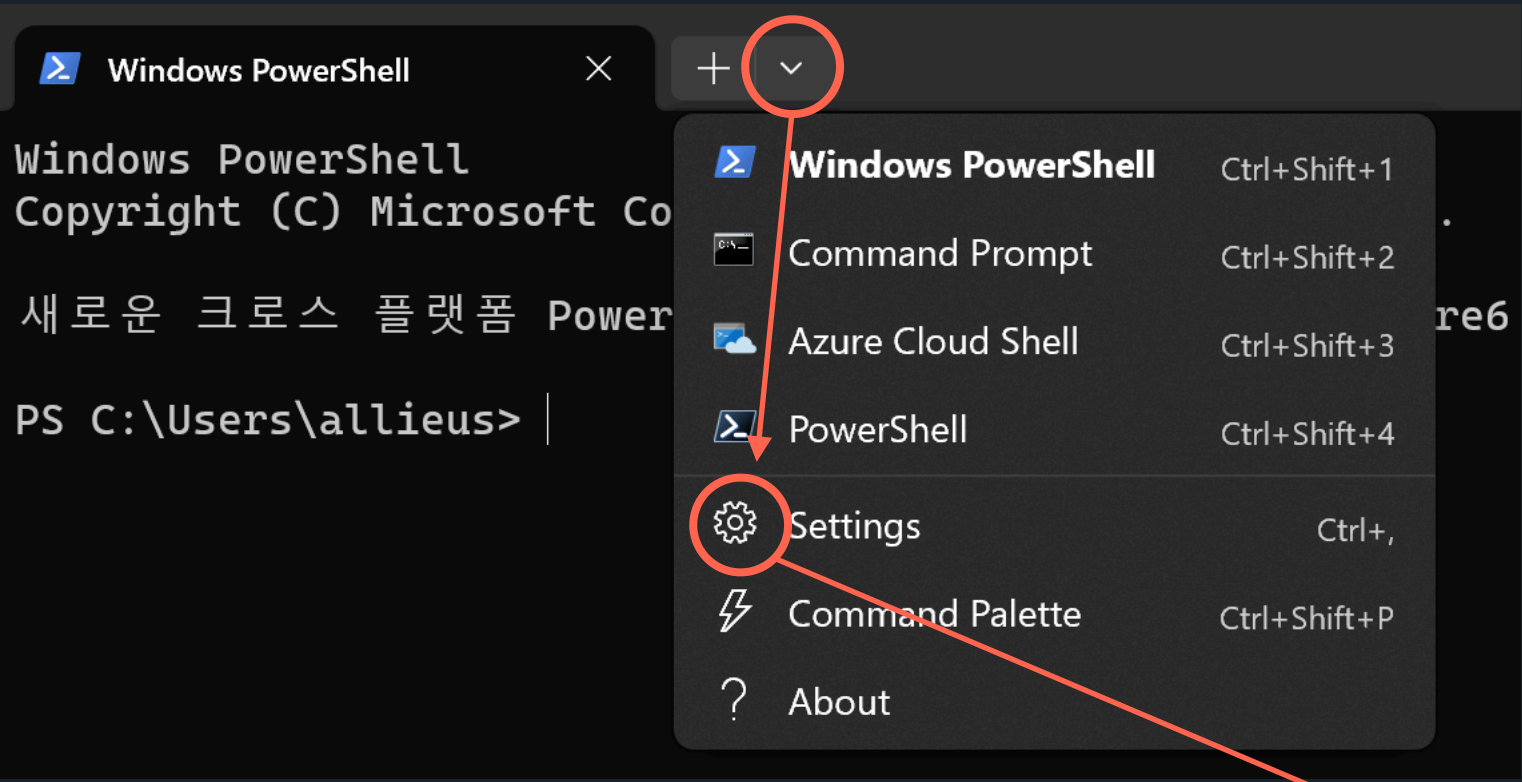 Windows PowerShell
Windows PowerShell
Copyright (C) Microsoft Co
.
새로운 크로스 플랫폼 Power
re6
PS C:\Users\allieus>
Windows PowerShell Ctrl+Shift+1
Command Prompt Ctrl+Shift+2
Azure Cloud Shell Ctrl+Shift+3
PowerShell Ctrl+Shift+4
Settings Ctrl+,
Command Palette Ctrl+Shift+P
About